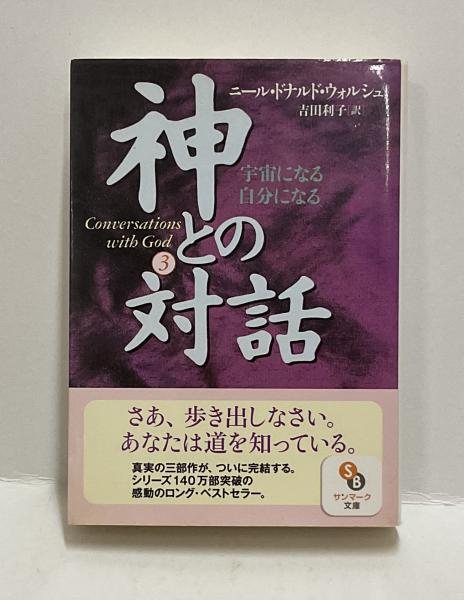 ニール・ドナルド・ウォルシュ
吉田利子[訳]
神
宇宙になる
自分になる
Conversations
with God
3
との
対話
さあ、歩き出しなさい。
あなたは道を知っている。
真実の三部作が、ついに完結する。
シリーズ140万部突破の
感動のロング・ベストセラー。
SB
サンマーク
文庫